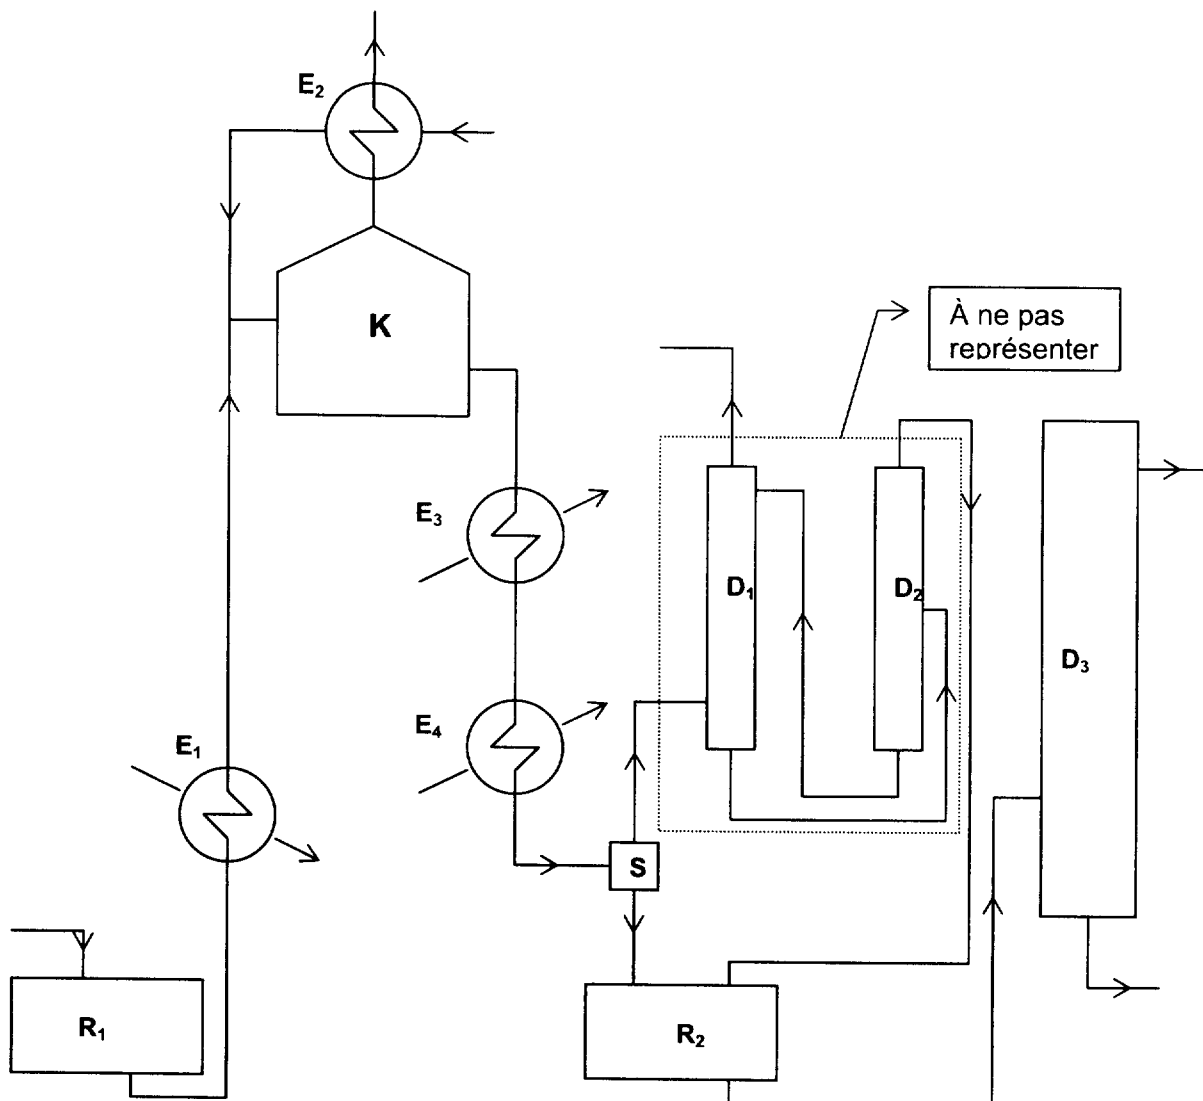 E₂
K
À ne pas
représenter
E₃
D₁
D₂
D₃
E₄
E₁
S
R₁
R₂